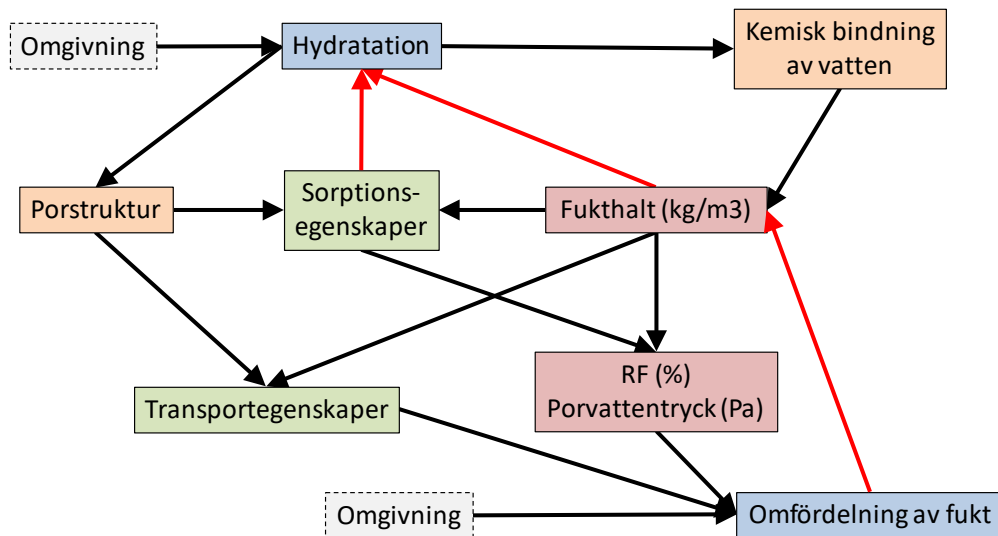 Omgivning
Hydratation
Kemisk bindning
av vatten
Porstruktur
Sorptions-
egenskaper
Fukthalt (kg/m3)
Transportegenskaper
RF (%)
Porvattentryck (Pa)
Omgivning
Omfördelning av fukt